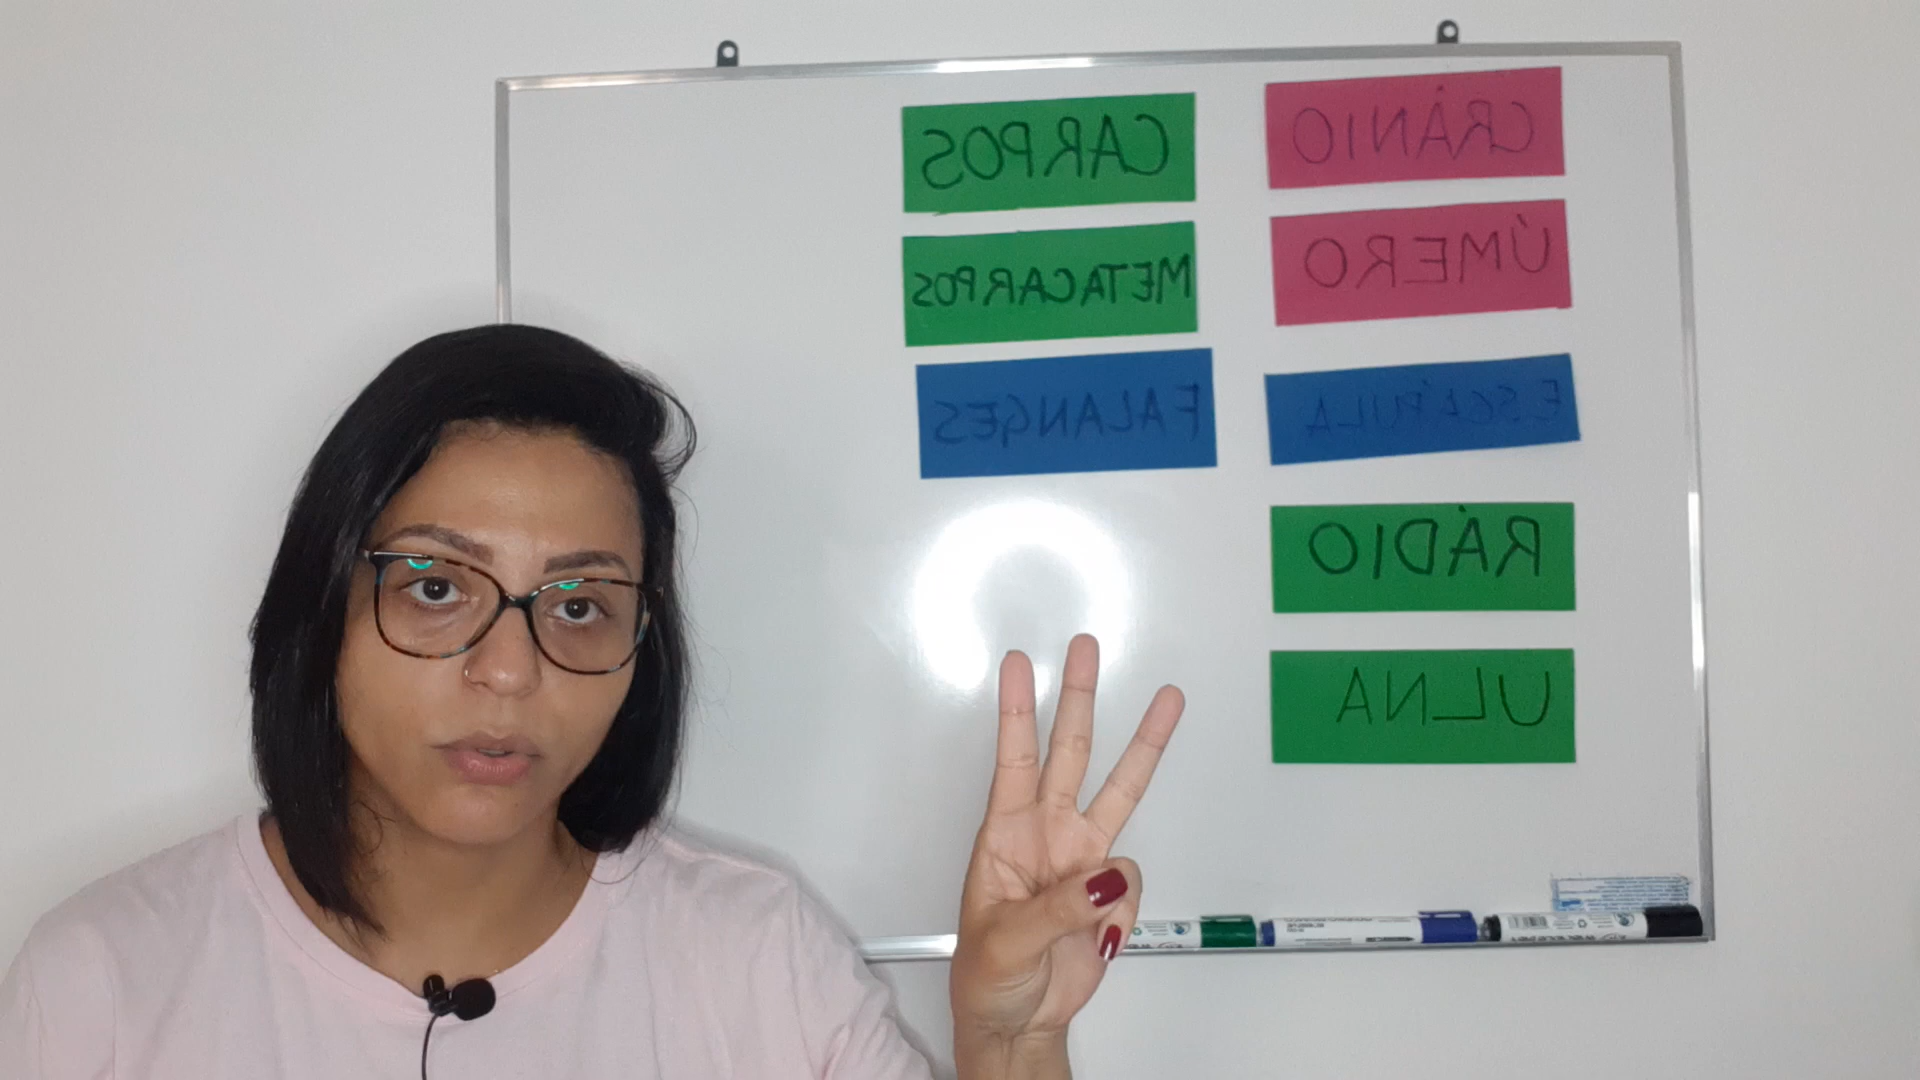 CRÂNIO
ÚMERO
ESCÁPULA
RÁDIO
ULNA
CARPOS
METACARPOS
FALANGES